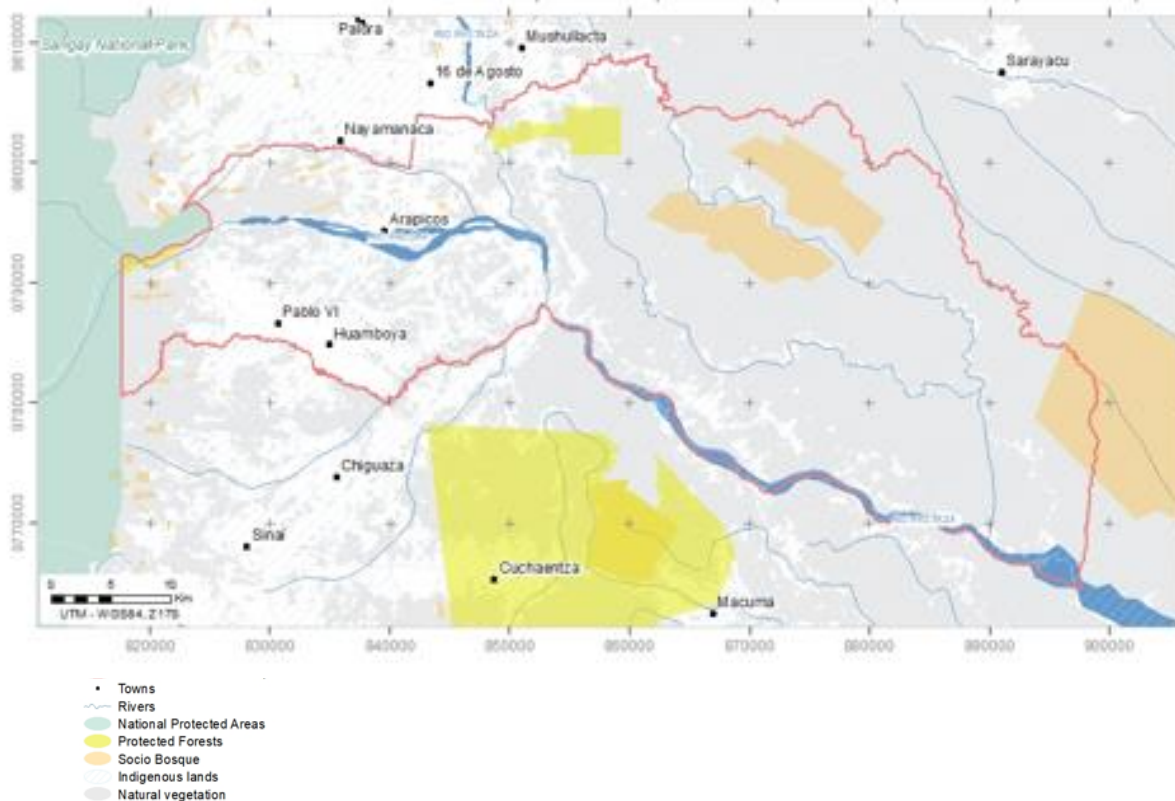 Palora
Mushullacta
Sangay National Park
16 de Agosto
Sarayacu
Nayamanaca
Arapicos
Pablo VI
Huamboya
Chiguaza
Sinai
Cuchaentza
Macuma
0 5 10
Km
UTM - WGS84, Z17S
9810000
9800000
9790000
9780000
9770000
820000 830000 840000 850000 860000 870000 880000 890000 900000
Towns
Rivers
National Protected Areas
Protected Forests
Socio Bosque
Indigenous lands
Natural vegetation